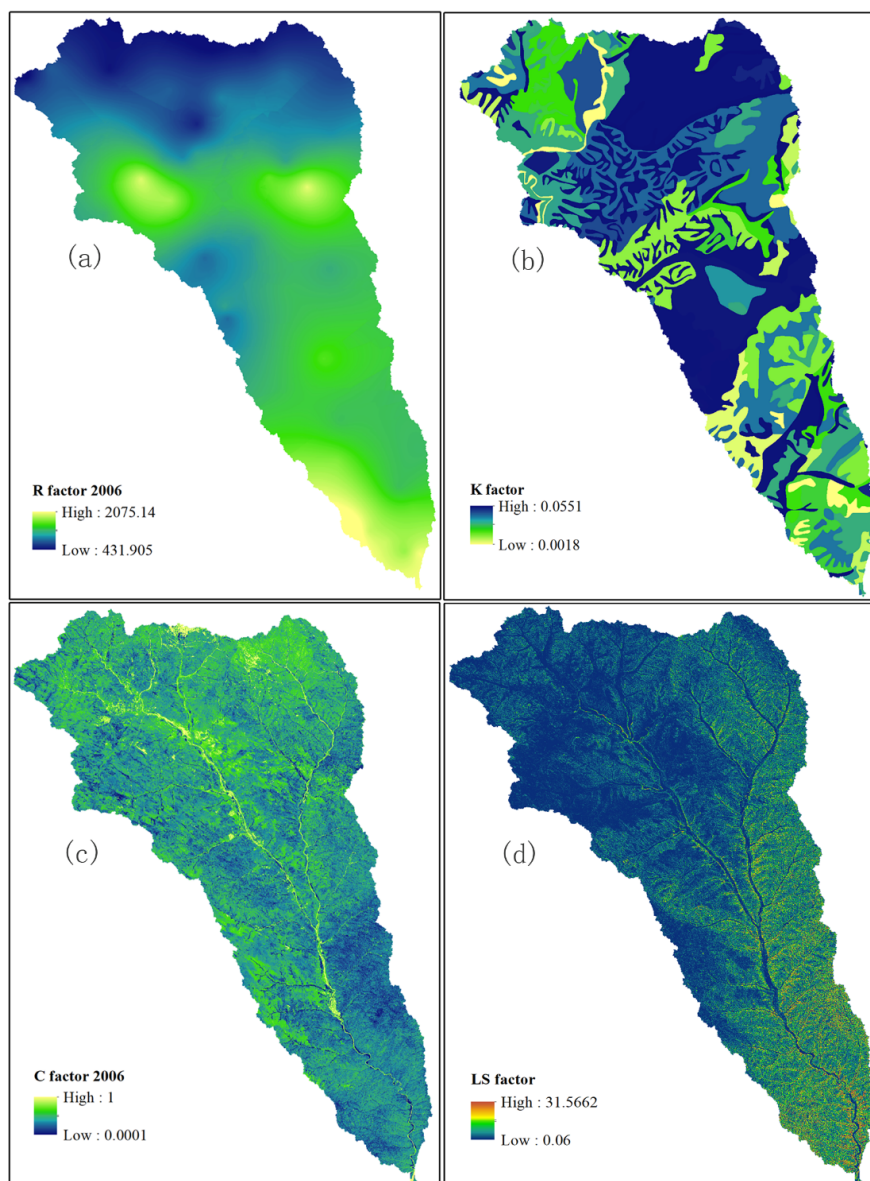 (a)
R factor 2006
High : 2075.14
Low : 431.905
(b)
K factor
High : 0.0551
Low : 0.0018
(c)
C factor 2006
High : 1
Low : 0.0001
(d)
LS factor
High : 31.5662
Low : 0.06